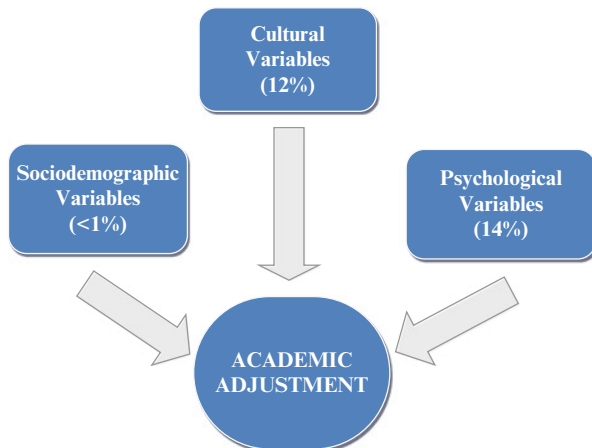 Cultural
Variables
(12%)
Sociodemographic
Variables
(<1%)
Psychological
Variables
(14%)
ACADEMIC
ADJUSTMENT